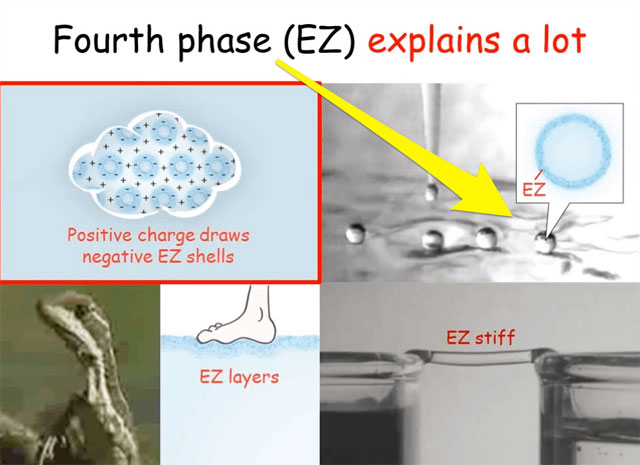 Fourth phase (EZ) explains a lot
Positive charge draws
negative EZ shells
EZ
EZ layers
EZ stiff